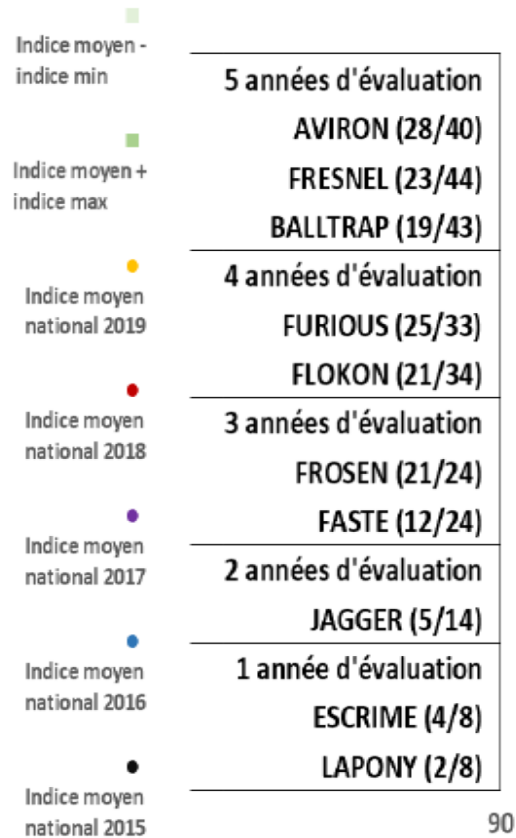 Indice moyen -
indice min
Indice moyen +
indice max
Indice moyen
national 2019
Indice moyen
national 2018
Indice moyen
national 2017
Indice moyen
national 2016
Indice moyen
national 2015
5 années d'évaluation
AVIRON (28/40)
FRESNEL (23/44)
BALLTRAP (19/43)
4 années d'évaluation
FURIOUS (25/33)
FLOKON (21/34)
3 années d'évaluation
FROSEN (21/24)
FASTE (12/24)
2 années d'évaluation
JAGGER (5/14)
1 année d'évaluation
ESCRIME (4/8)
LAPONY (2/8)
90